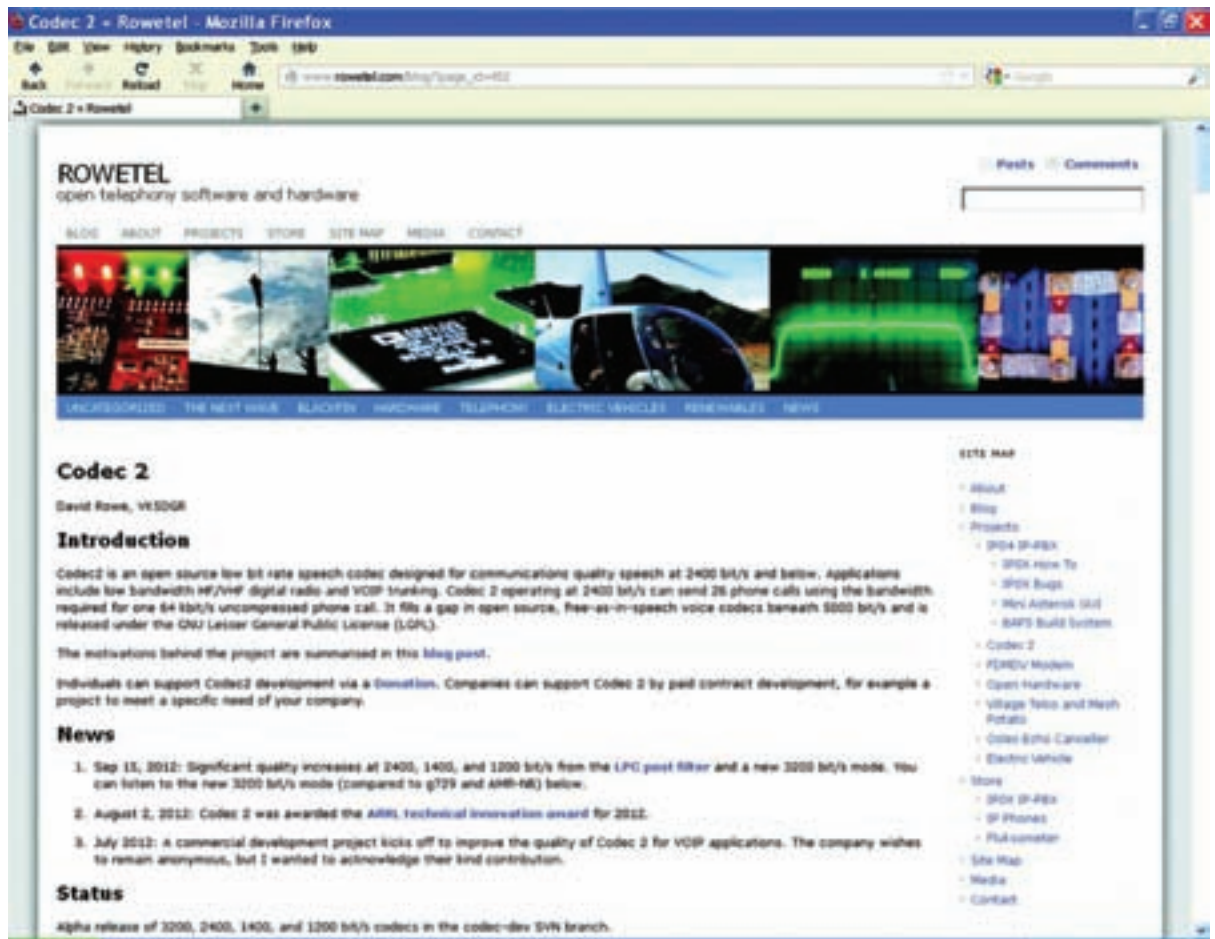 Codec 2 « Rowetel - Mozilla Firefox
File Edit View History Bookmarks Tools Help
Back Forward Reload Stop Home
www.rowetel.com/blog/?page_id=452
Google
Codec 2 « Rowetel
Posts Comments
ROWETEL
open telephony software and hardware
BLOG ABOUT PROJECTS STORE SITE MAP MEDIA CONTACT
UNCATEGORIZED THE NEXT WAVE BLACKFIN HARDWARE TELEPHONY ELECTRIC VEHICLES RENEWABLES NEWS
Codec 2
David Rowe, VK5DGR
Introduction
Codec2 is an open source low bit rate speech codec designed for communications quality speech at 2400 bit/s and below. Applications
include low bandwidth HF/VHF digital radio and VOIP trunking. Codec 2 operating at 2400 bit/s can send 26 phone calls using the bandwidth
required for one 64 kbit/s uncompressed phone call. It fills a gap in open source, free-as-in-speech voice codecs beneath 5000 bit/s and is
released under the GNU Lesser General Public License (LGPL).
The motivations behind the project are summarised in this blog post.
Individuals can support Codec2 development via a Donation. Companies can support Codec 2 by paid contract development, for example a
project to meet a specific need of your company.
News
1. Sep 15, 2012: Significant quality increases at 2400, 1400, and 1200 bit/s from the LPC post filter and a new 3200 bit/s mode. You
can listen to the new 3200 bit/s mode (compared to g729 and AMR-NB) below.
2. August 2, 2012: Codec 2 was awarded the ARRL technical innovation award for 2012.
3. July 2012: A commercial development project kicks off to improve the quality of Codec 2 for VOIP applications. The company wishes
to remain anonymous, but I wanted to acknowledge their kind contribution.
Status
Alpha release of 3200, 2400, 1400, and 1200 bit/s codecs in the codec-dev SVN branch.
SITE MAP
About
Blog
Projects
IP04 IP-PBX
IP0X How To
IP0X Bugs
Mini Asterisk GUI
BAPS Build System
Codec 2
FDMDV Modem
Open Hardware
Village Telco and Mesh
Potato
Oslec Echo Canceller
Electric Vehicle
Store
IP0X IP-PBX
IP Phones
Fluksometer
Site Map
Media
Contact